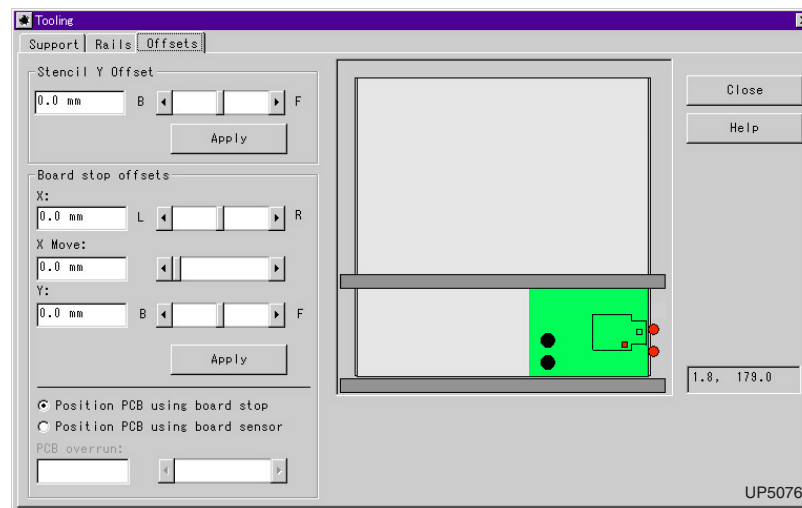 Tooling
Support Rails Offsets
Stencil Y Offset
0.0 mm B F
Apply
Board stop offsets
X:
0.0 mm L R
X Move:
0.0 mm
Y:
0.0 mm B F
Apply
Position PCB using board stop
Position PCB using board sensor
PCB overrun:
Close
Help
1.8, 179.0
UP5076